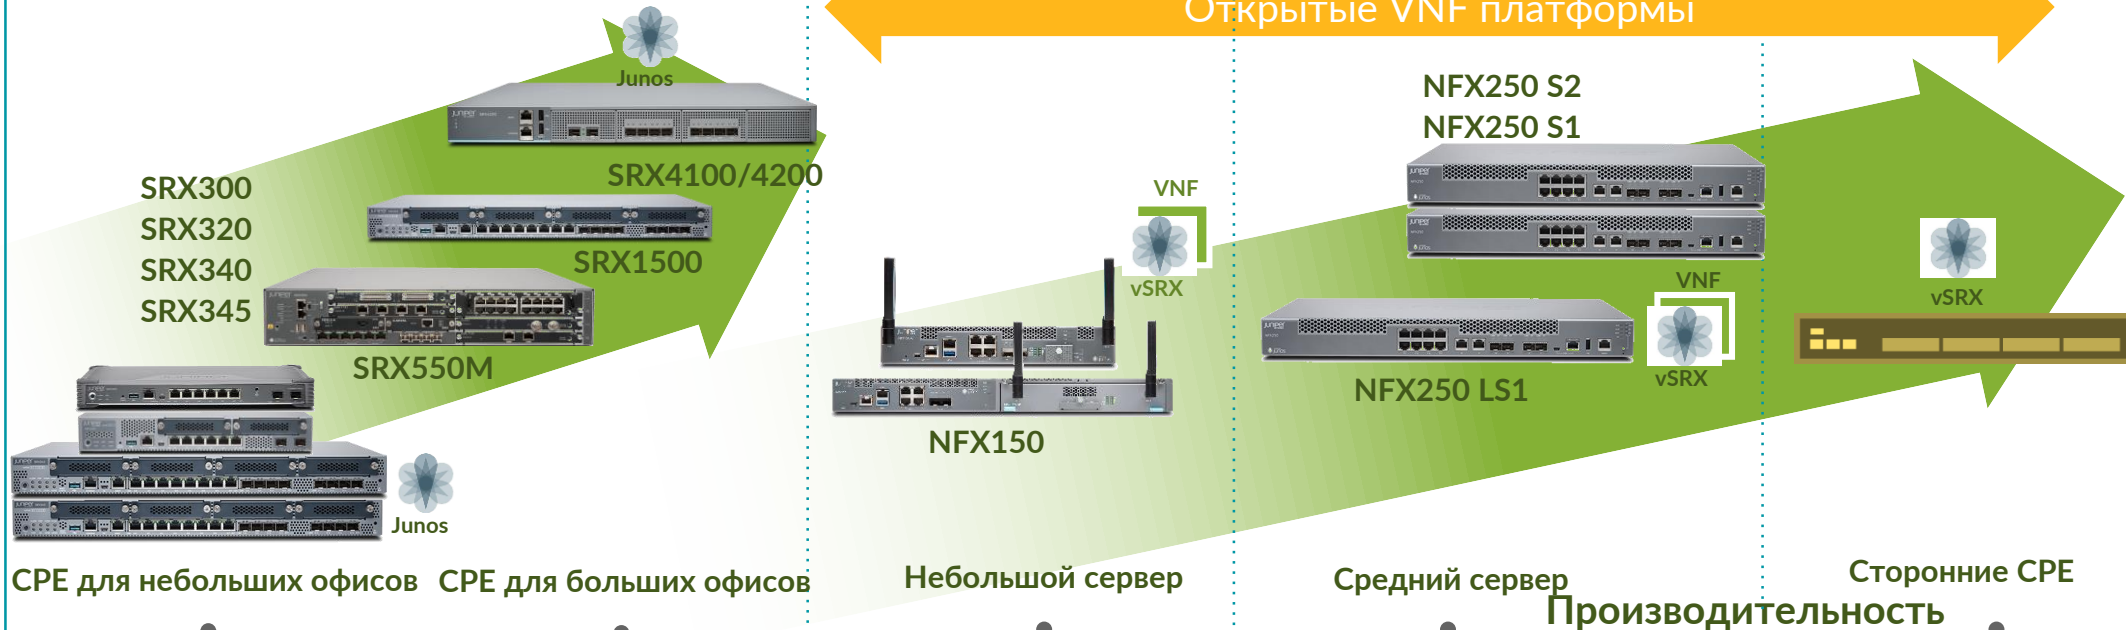 Открытые VNF платформы
Junos
SRX4100/4200
SRX300
SRX320
SRX340
SRX345
SRX1500
SRX550M
Junos
CPE для небольших офисов
CPE для больших офисов
VNF
vSRX
NFX150
Небольшой сервер
NFX250 S2
NFX250 S1
VNF
vSRX
NFX250 LS1
Средний сервер
vSRX
Сторонние CPE
Производительность